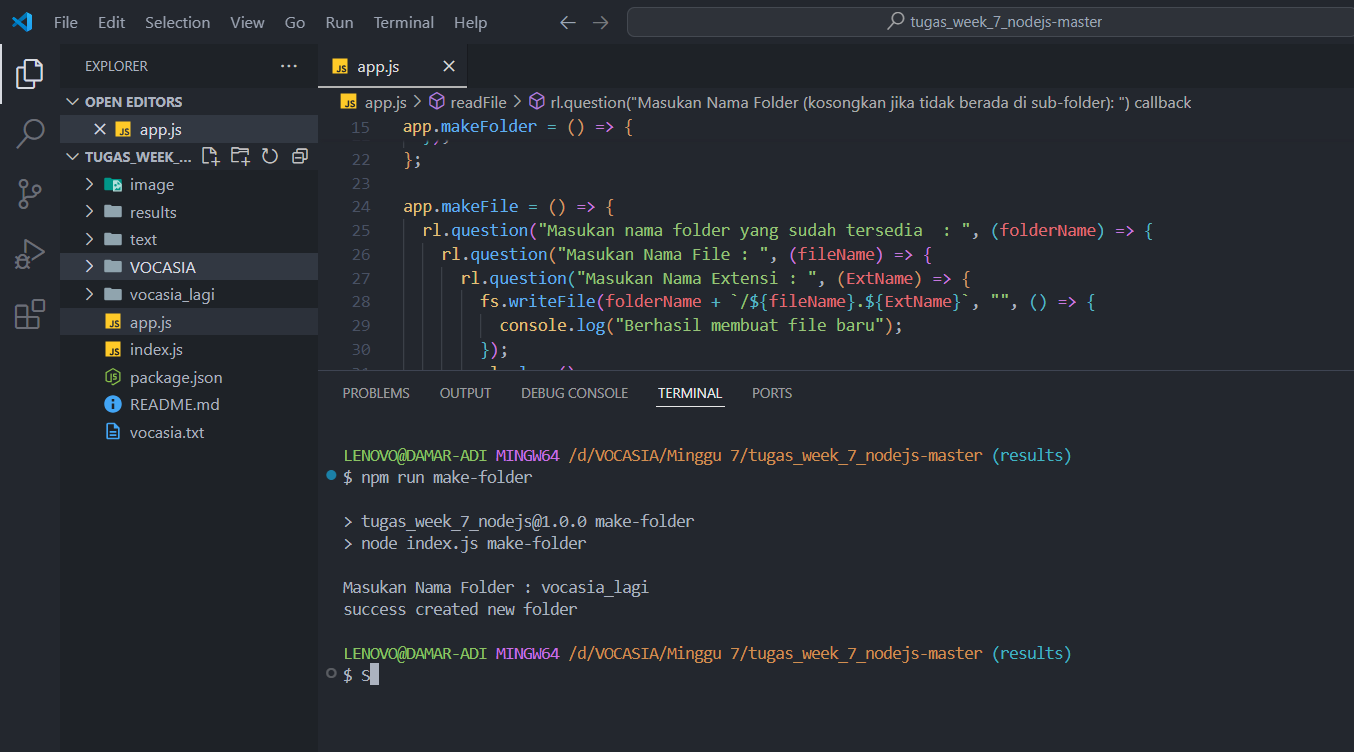 File Edit Selection View Go Run Terminal Help
tugas_week_7_nodejs-master
EXPLORER
OPEN EDITORS
app.js
TUGAS_WEEK_...
image
results
text
VOCASIA
vocasia_lagi
app.js
index.js
package.json
README.md
vocasia.txt
app.js
app.js > readFile > rl.question("Masukan Nama Folder (kosongkan jika tidak berada di sub-folder): ") callback
15 app.makeFolder = () => {
22 };
23
24 app.makeFile = () => {
25 rl.question("Masukan nama folder yang sudah tersedia  : ", (folderName) => {
26 rl.question("Masukan Nama File : ", (fileName) => {
27 rl.question("Masukan Nama Extensi : ", (ExtName) => {
28 fs.writeFile(folderName + `/${fileName}.${ExtName}`, "", () => {
29 console.log("Berhasil membuat file baru");
30 });
PROBLEMS OUTPUT DEBUG CONSOLE TERMINAL PORTS
LENOVO@DAMAR-ADI MINGW64 /d/VOCASIA/Minggu 7/tugas_week_7_nodejs-master (results)
$ npm run make-folder
> tugas_week_7_nodejs@1.0.0 make-folder
> node index.js make-folder
Masukan Nama Folder : vocasia_lagi
success created new folder
LENOVO@DAMAR-ADI MINGW64 /d/VOCASIA/Minggu 7/tugas_week_7_nodejs-master (results)
$ S